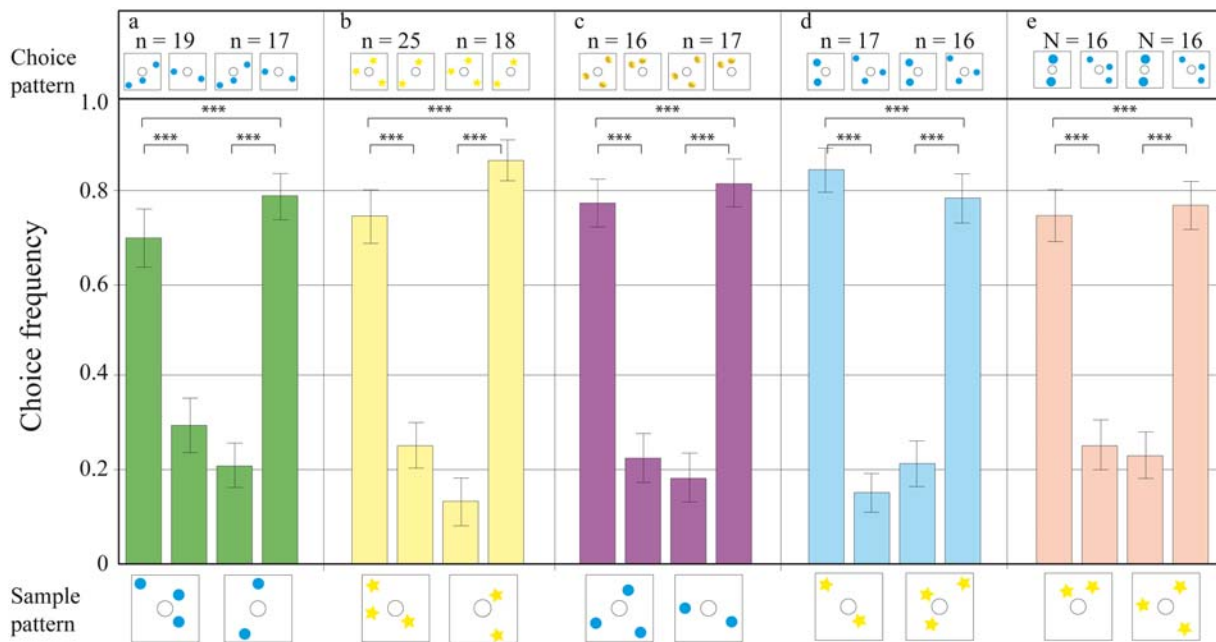 a b c d e
n = 19 n = 17 n = 25 n = 18 n = 16 n = 17 n = 17 n = 16 N = 16 N = 16
Choice
pattern
1.0
*** *** *** *** ***
*** *** *** *** *** *** *** *** *** ***
0.8
0.6
0.4
0.2
0
Choice frequency
Sample
pattern